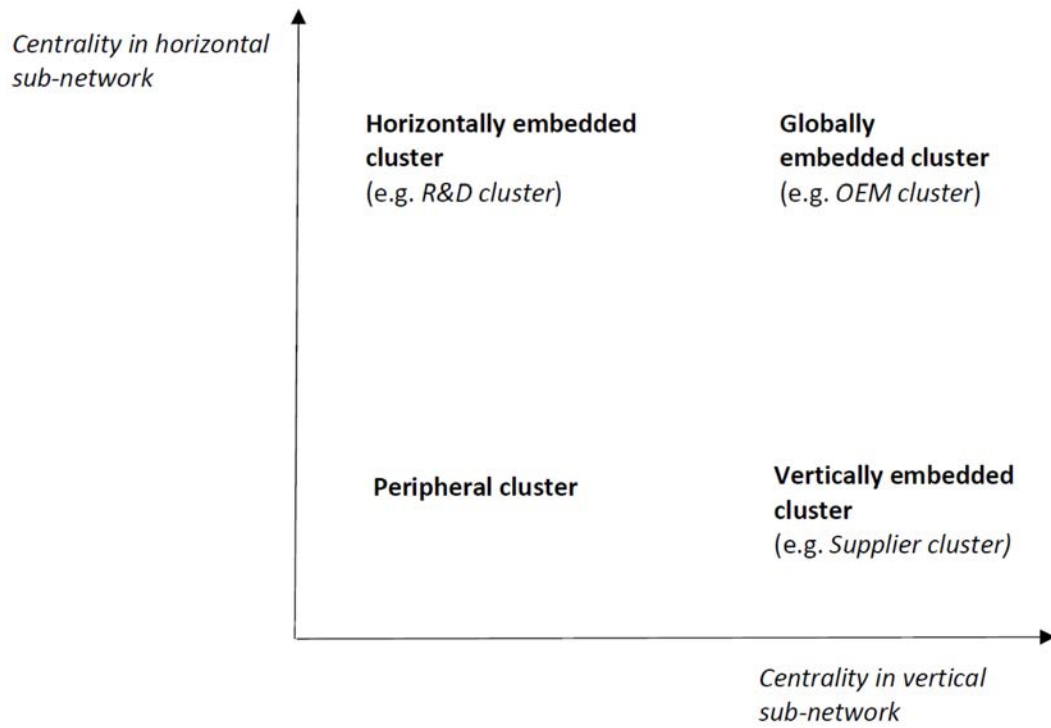 Centrality in horizontal
sub-network
Horizontally embedded
cluster
(e.g. R&D cluster)
Globally
embedded cluster
(e.g. OEM cluster)
Peripheral cluster
Vertically embedded
cluster
(e.g. Supplier cluster)
Centrality in vertical
sub-network